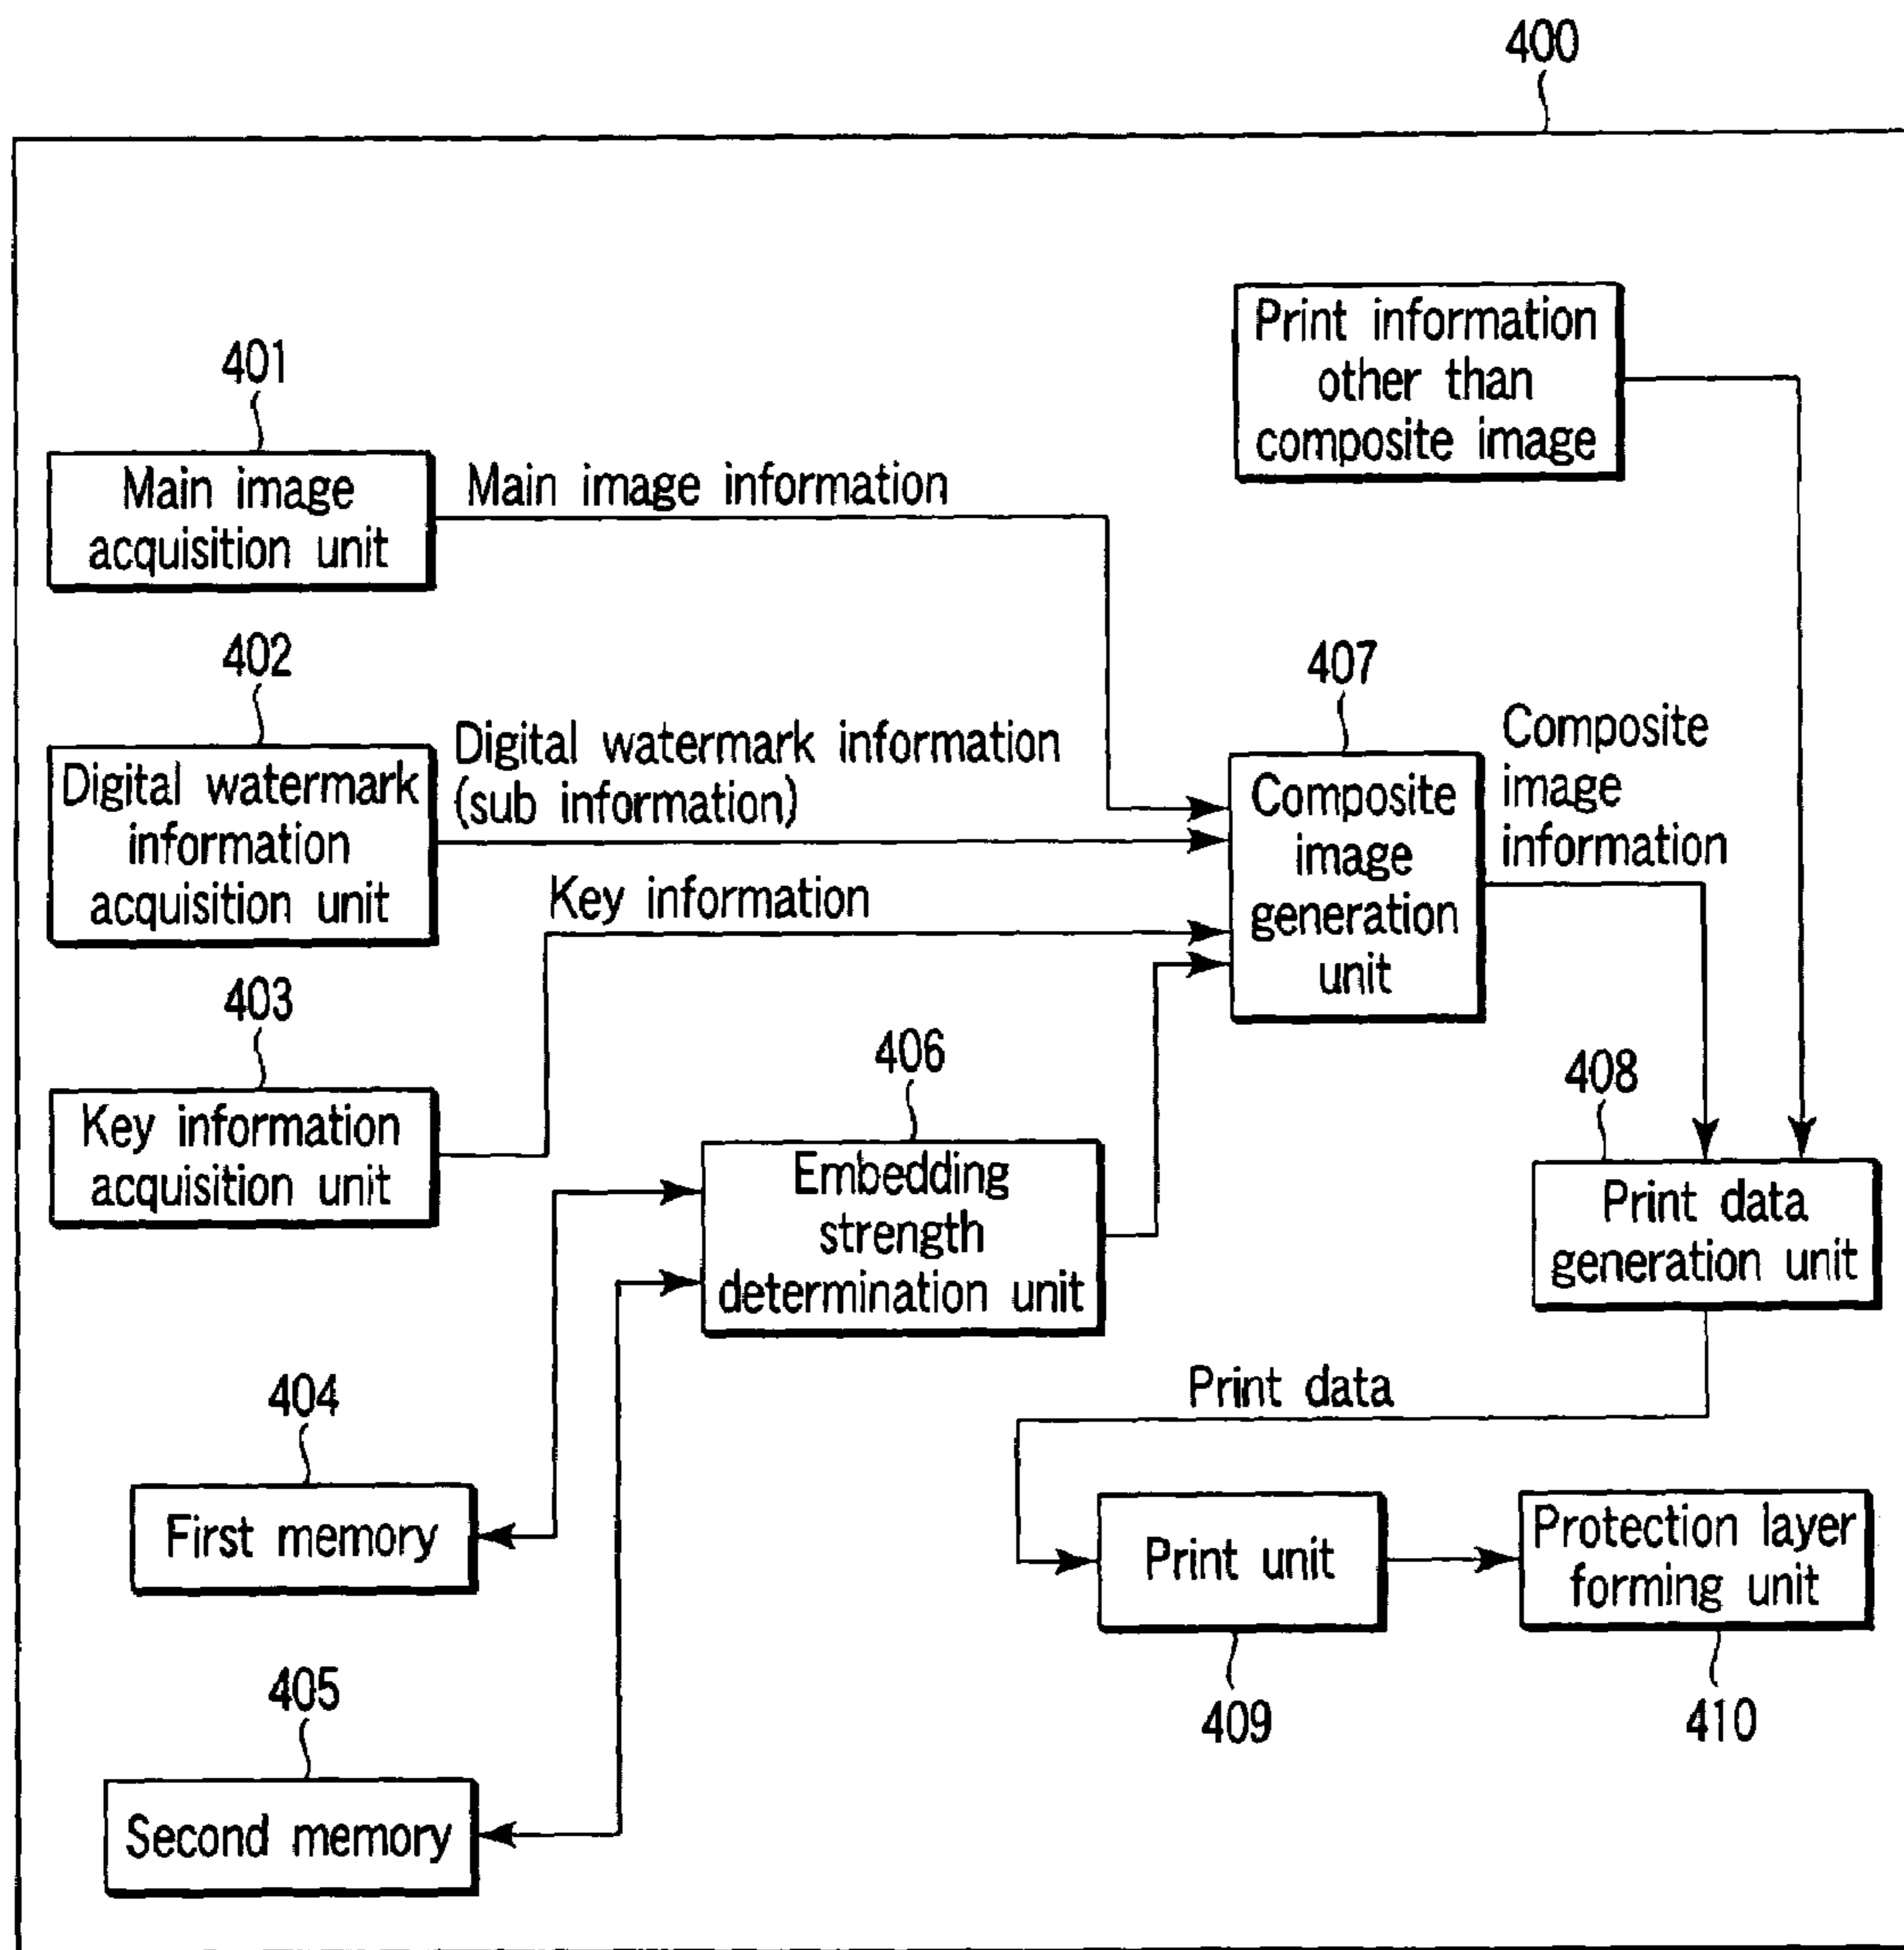 400
Print information
other than
composite image
401
Main image
acquisition unit
Main image information
402
Digital watermark
information
acquisition unit
Digital watermark information
(sub information)
407
Composite
image
generation
unit
Composite
image
information
Key information
403
Key information
acquisition unit
406
Embedding
strength
determination unit
408
Print data
generation unit
Print data
404
First memory
Print unit
409
Protection layer
forming unit
410
405
Second memory